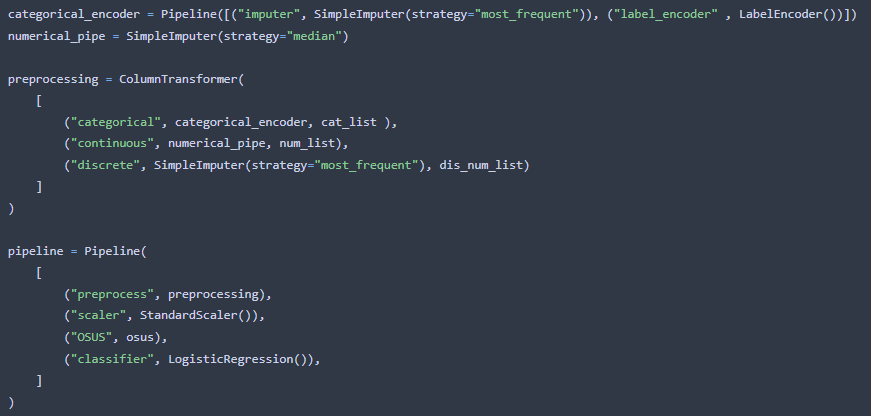 categorical_encoder = Pipeline([("imputer", SimpleImputer(strategy="most_frequent")), ("label_encoder" , LabelEncoder())])
numerical_pipe = SimpleImputer(strategy="median")

preprocessing = ColumnTransformer(
    [
        ("categorical", categorical_encoder, cat_list ),
        ("continuous", numerical_pipe, num_list),
        ("discrete", SimpleImputer(strategy="most_frequent"), dis_num_list)
    ]
)

pipeline = Pipeline(
    [
        ("preprocess", preprocessing),
        ("scaler", StandardScaler()),
        ("OSUS", osus),
        ("classifier", LogisticRegression()),
    ]
)